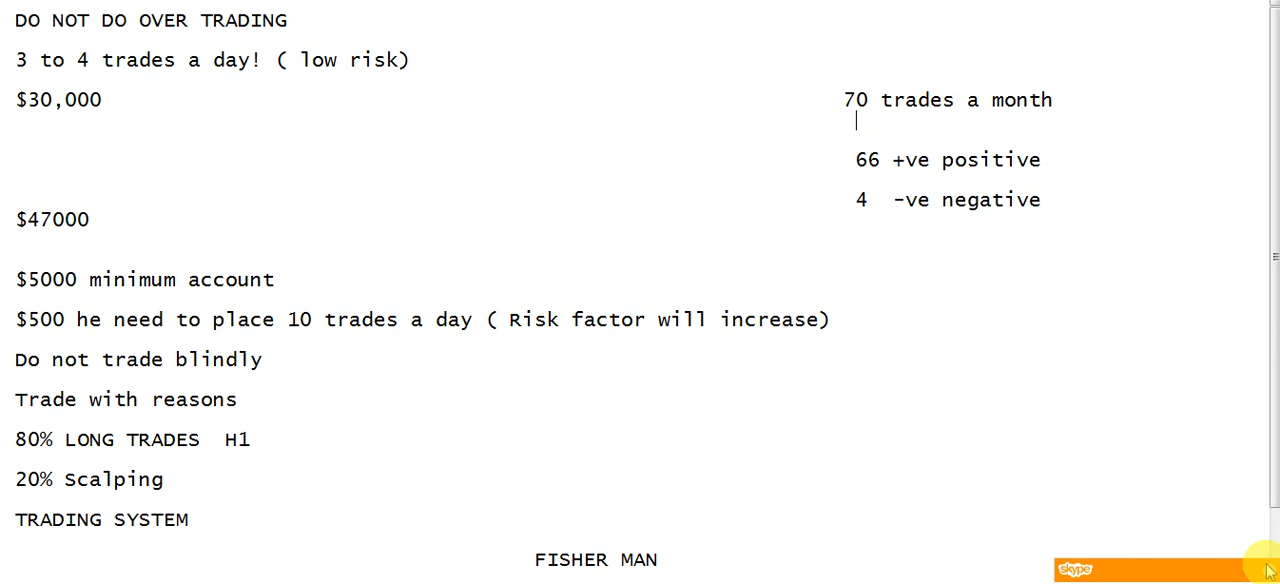 DO NOT DO OVER TRADING
3 to 4 trades a day! ( low risk)
$30,000
70 trades a month
66 +ve positive
4 -ve negative
$47000
$5000 minimum account
$500 he need to place 10 trades a day ( Risk factor will increase)
Do not trade blindly
Trade with reasons
80% LONG TRADES H1
20% Scalping
TRADING SYSTEM
FISHER MAN
skype